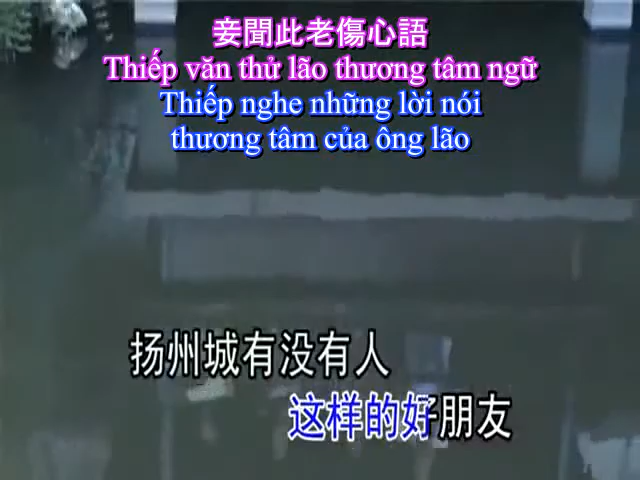 妾聞此老傷心語
Thiếp văn thử lão thương tâm ngữ
Thiếp nghe những lời nói
thương tâm của ông lão
扬州城有没有人
这样的好朋友